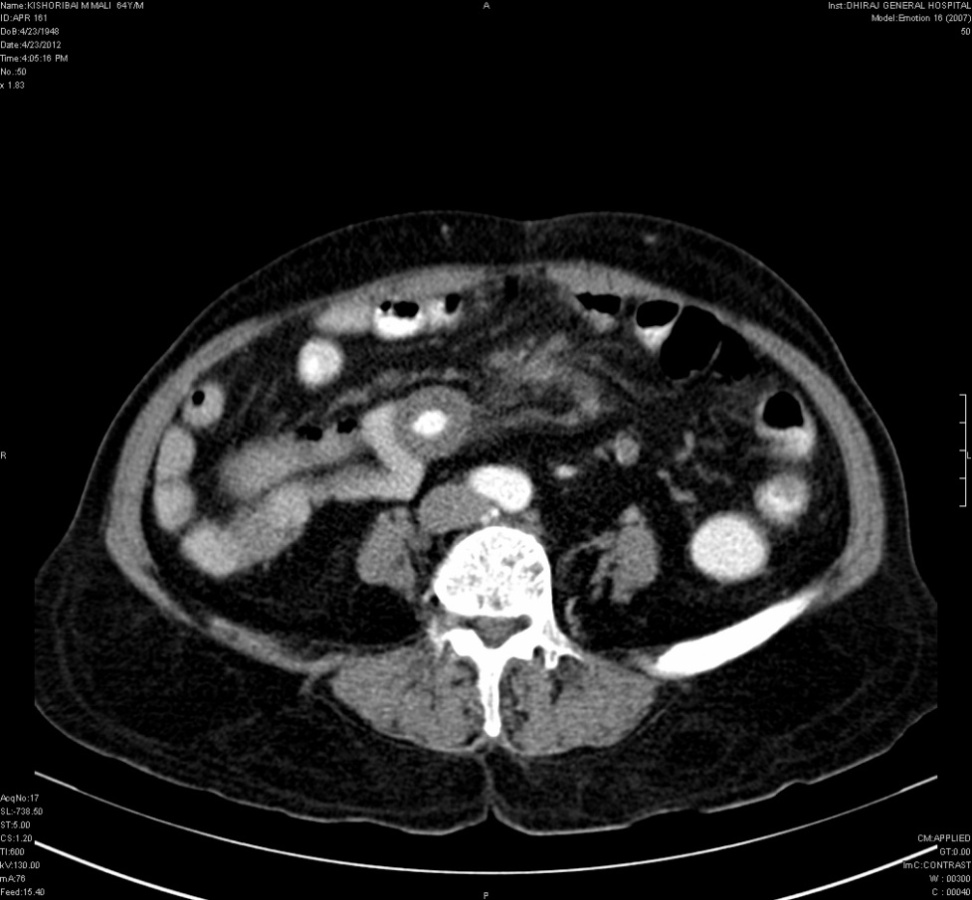 Name:KISHORIBAI M MALI 64Y/M
ID:APR 161
DoB:4/23/1948
Date:4/23/2012
Time:4:05:16 PM
No.:50
x 1.83
A
Inst:DHIRAJ GENERAL HOSPITAL
Model:Emotion 16 (2007)
50
R
L
AcqNo:17
SL:-738.50
ST:5.00
CS:1.20
TI:600
kV:130.00
mA:76
Feed:15.40
P
CM:APPLIED
GT:0.00
ImC:CONTRAST
W : 00300
C : 00040